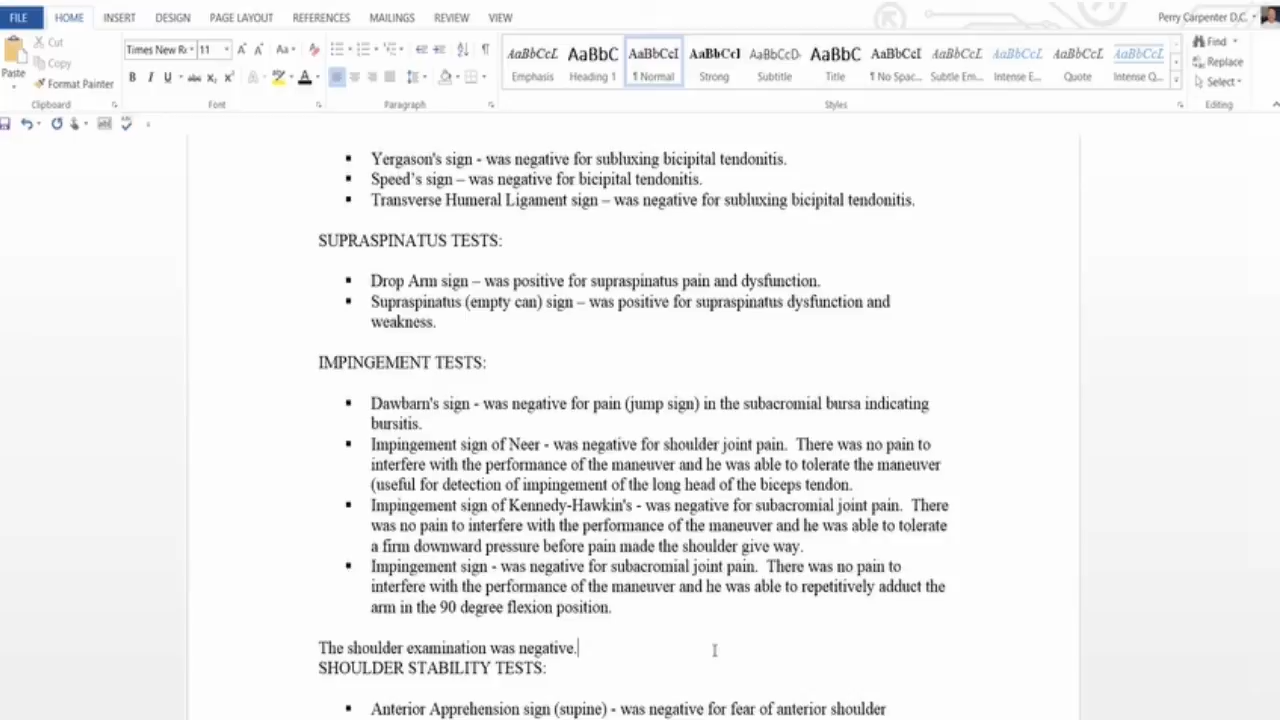 FILE HOME INSERT DESIGN PAGE LAYOUT REFERENCES MAILINGS REVIEW VIEW Perry Carpenter D.C.
Cut
Copy
Format Painter
Paste
Clipboard
Times New Ro 11
Font
Paragraph
AaBbCcL AaBbC AaBbCcI AaBbCcI AaBbCcD AaBbC AaBbCcI AaBbCcL AaBbCcL AaBbCcL AaBbCcL
Emphasis Heading 1 ¶ Normal Strong Subtitle Title ¶ No Spac... Subtle Em... Intense E... Quote Intense Q...
Styles
Find
Replace
Select
Editing
▪ Yergason's sign - was negative for subluxing bicipital tendonitis.
▪ Speed’s sign – was negative for bicipital tendonitis.
▪ Transverse Humeral Ligament sign – was negative for subluxing bicipital tendonitis.
SUPRASPINATUS TESTS:
▪ Drop Arm sign – was positive for supraspinatus pain and dysfunction.
▪ Supraspinatus (empty can) sign – was positive for supraspinatus dysfunction and
weakness.
IMPINGEMENT TESTS:
▪ Dawbarn's sign - was negative for pain (jump sign) in the subacromial bursa indicating
bursitis.
▪ Impingement sign of Neer - was negative for shoulder joint pain. There was no pain to
interfere with the performance of the maneuver and he was able to tolerate the maneuver
(useful for detection of impingement of the long head of the biceps tendon.
▪ Impingement sign of Kennedy-Hawkin's - was negative for subacromial joint pain. There
was no pain to interfere with the performance of the maneuver and he was able to tolerate
a firm downward pressure before pain made the shoulder give way.
▪ Impingement sign - was negative for subacromial joint pain. There was no pain to
interfere with the performance of the maneuver and he was able to repetitively adduct the
arm in the 90 degree flexion position.
The shoulder examination was negative.
SHOULDER STABILITY TESTS:
▪ Anterior Apprehension sign (supine) - was negative for fear of anterior shoulder